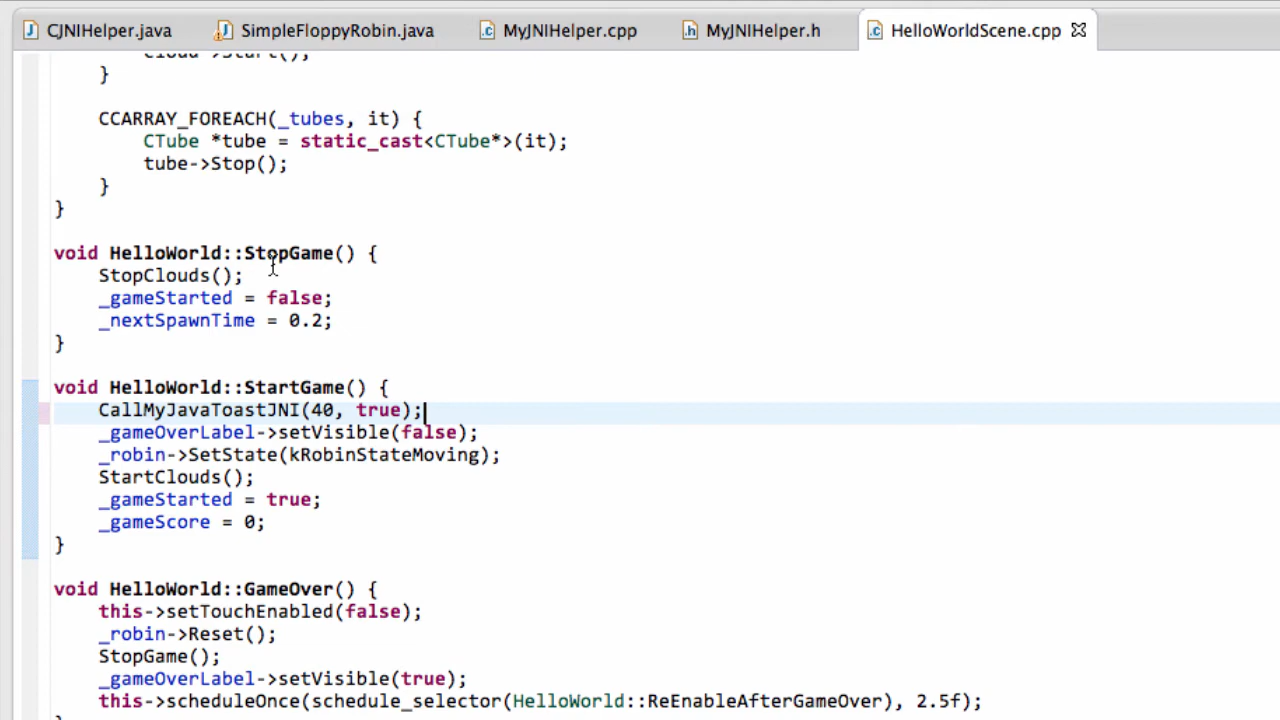 CJNIHelper.java SimpleFloppyRobin.java MyJNIHelper.cpp MyJNIHelper.h HelloWorldScene.cpp
cloud->Start();
}
CCARRAY_FOREACH(_tubes, it) {
CTube *tube = static_cast<CTube*>(it);
tube->Stop();
}
}
void HelloWorld::StopGame() {
StopClouds();
_gameStarted = false;
_nextSpawnTime = 0.2;
}
void HelloWorld::StartGame() {
CallMyJavaToastJNI(40, true);
_gameOverLabel->setVisible(false);
_robin->SetState(kRobinStateMoving);
StartClouds();
_gameStarted = true;
_gameScore = 0;
}
void HelloWorld::GameOver() {
this->setTouchEnabled(false);
_robin->Reset();
StopGame();
_gameOverLabel->setVisible(true);
this->scheduleOnce(schedule_selector(HelloWorld::ReEnableAfterGameOver), 2.5f);
}